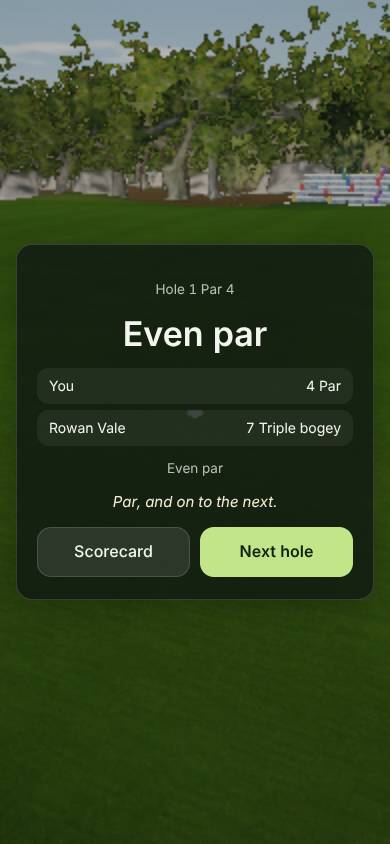 Hole 1 Par 4
Even par
You 4 Par
Rowan Vale 7 Triple bogey
Even par
Par, and on to the next.
Scorecard Next hole